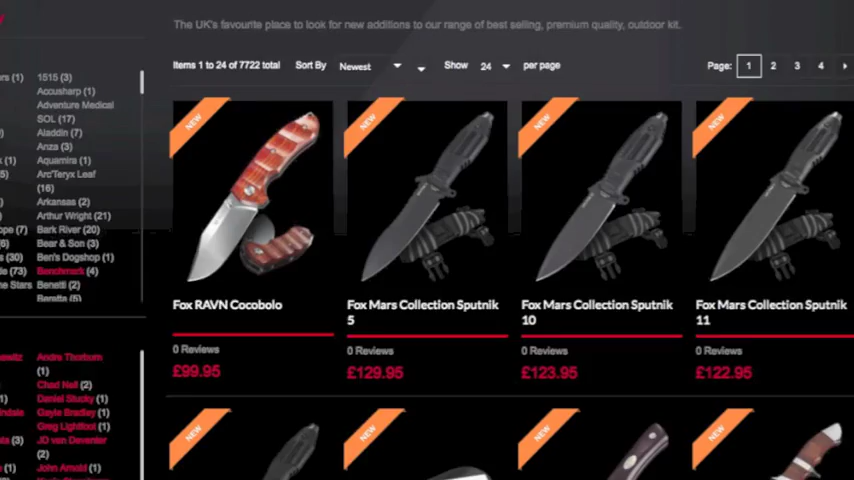 The UK's favourite place to look for new additions to our range of best selling, premium quality, outdoor kit.
Items 1 to 24 of 7722 total Sort By Newest Show 24 per page Page: 1 2 3 4
1515 (3)
Accusharp (1)
Adventure Medical
SOL (17)
Aladdin (7)
Anza (3)
Aquamira (1)
Arc'Teryx Leaf
(16)
Arkansas (2)
Arthur Wright (21)
Bark River (20)
Bear & Son (3)
Ben's Dogshop (1)
Benchmark (4)
Benetti (2)
Beretta (5)
NEW NEW NEW NEW
Fox RAVN Cocobolo
0 Reviews
£99.95
Fox Mars Collection Sputnik
5
0 Reviews
£129.95
Fox Mars Collection Sputnik
10
0 Reviews
£123.95
Fox Mars Collection Sputnik
11
0 Reviews
£122.95
Andre Thorburn
(1)
Chad Nell (2)
Daniel Stucky (1)
Gayle Bradley (1)
Greg Lightfoot (1)
JD van Deventer
(2)
John Arnold (1)
NEW NEW NEW NEW